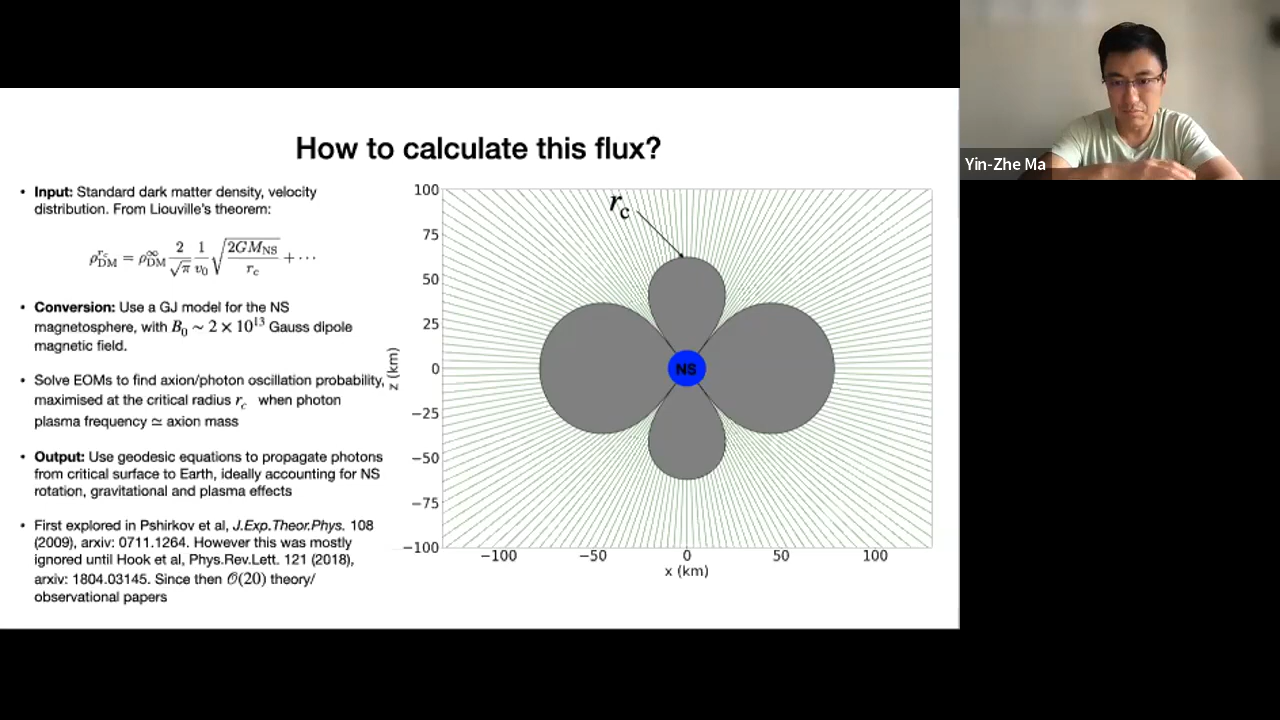 How to calculate this flux?
• Input: Standard dark matter density, velocity
distribution. From Liouville's theorem:
ρ_DM^{r_c} = ρ_DM^∞ \frac{2}{\sqrt{π}} \frac{1}{v_0} \sqrt{\frac{2GM_NS}{r_c}} + ⋯
• Conversion: Use a GJ model for the NS
magnetosphere, with B_0 ~ 2 × 10^{13} Gauss dipole
magnetic field.
• Solve EOMs to find axion/photon oscillation probability,
maximised at the critical radius r_c when photon
plasma frequency ≃ axion mass
• Output: Use geodesic equations to propagate photons
from critical surface to Earth, ideally accounting for NS
rotation, gravitational and plasma effects
• First explored in Pshirkov et al, J.Exp.Theor.Phys. 108
(2009), arxiv: 0711.1264. However this was mostly
ignored until Hook et al, Phys.Rev.Lett. 121 (2018),
arxiv: 1804.03145. Since then 𝒪(20) theory/
observational papers
r_c
NS
100
75
50
25
0
−25
−50
−75
−100
z (km)
−100 −50 0 50 100
x (km)
Yin-Zhe Ma